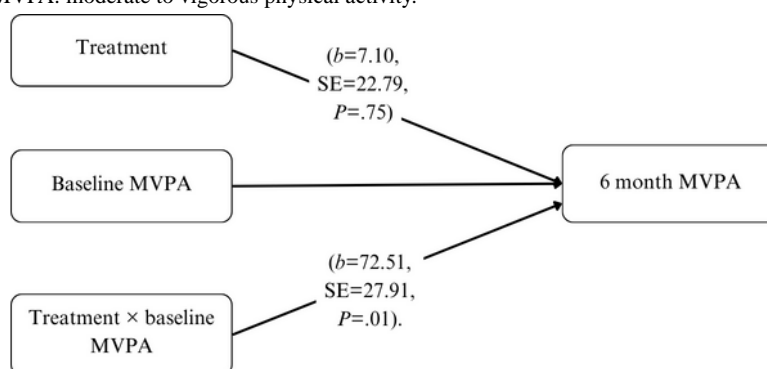 MVPA: moderate to vigorous physical activity.
Treatment
(b=7.10,
SE=22.79,
P=.75)
Baseline MVPA
6 month MVPA
(b=72.51,
SE=27.91,
P=.01).
Treatment × baseline
MVPA